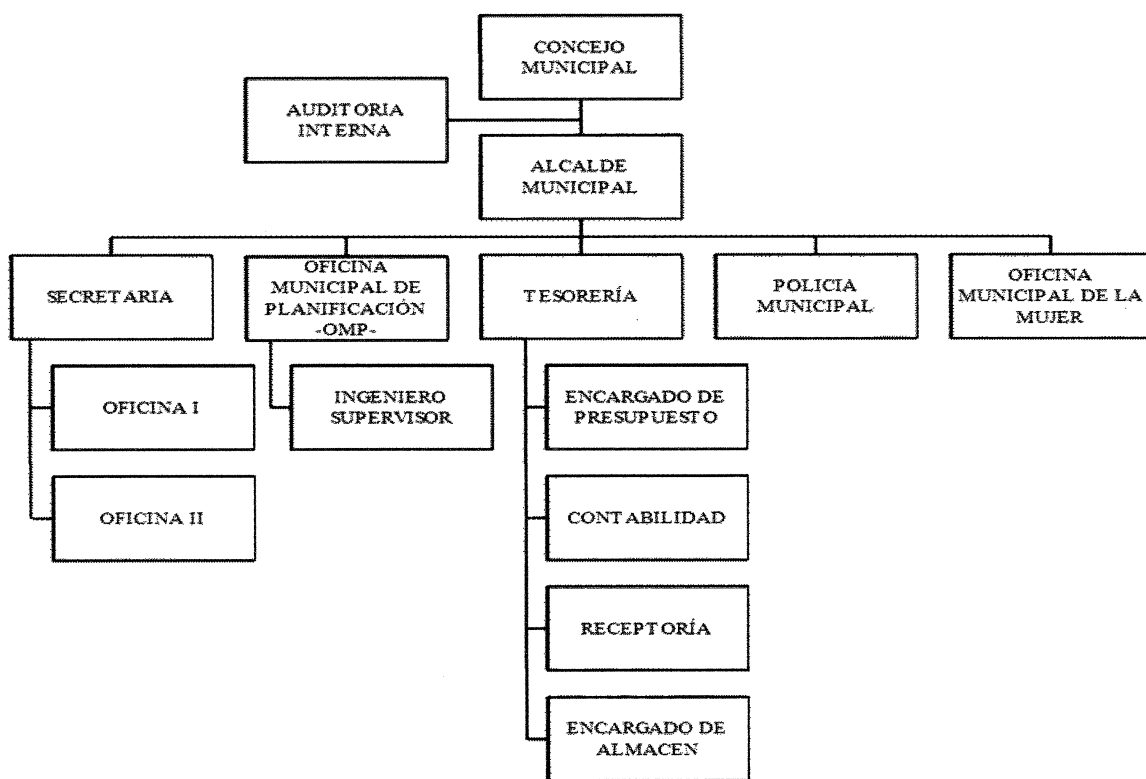 CONCEJO
MUNICIPAL
AUDITORIA
INTERNA
ALCALDE
MUNICIPAL
SECRETARIA
OFICINA
MUNICIPAL DE
PLANIFICACIÓN
-OMP-
TESORERÍA
POLICIA
MUNICIPAL
OFICINA
MUNICIPAL DE LA
MUJER
OFICINA I
INGENIERO
SUPERVISOR
ENCARGADO DE
PRESUPUESTO
OFICINA II
CONTABILIDAD
RECEPTORÍA
ENCARGADO DE
ALMACEN